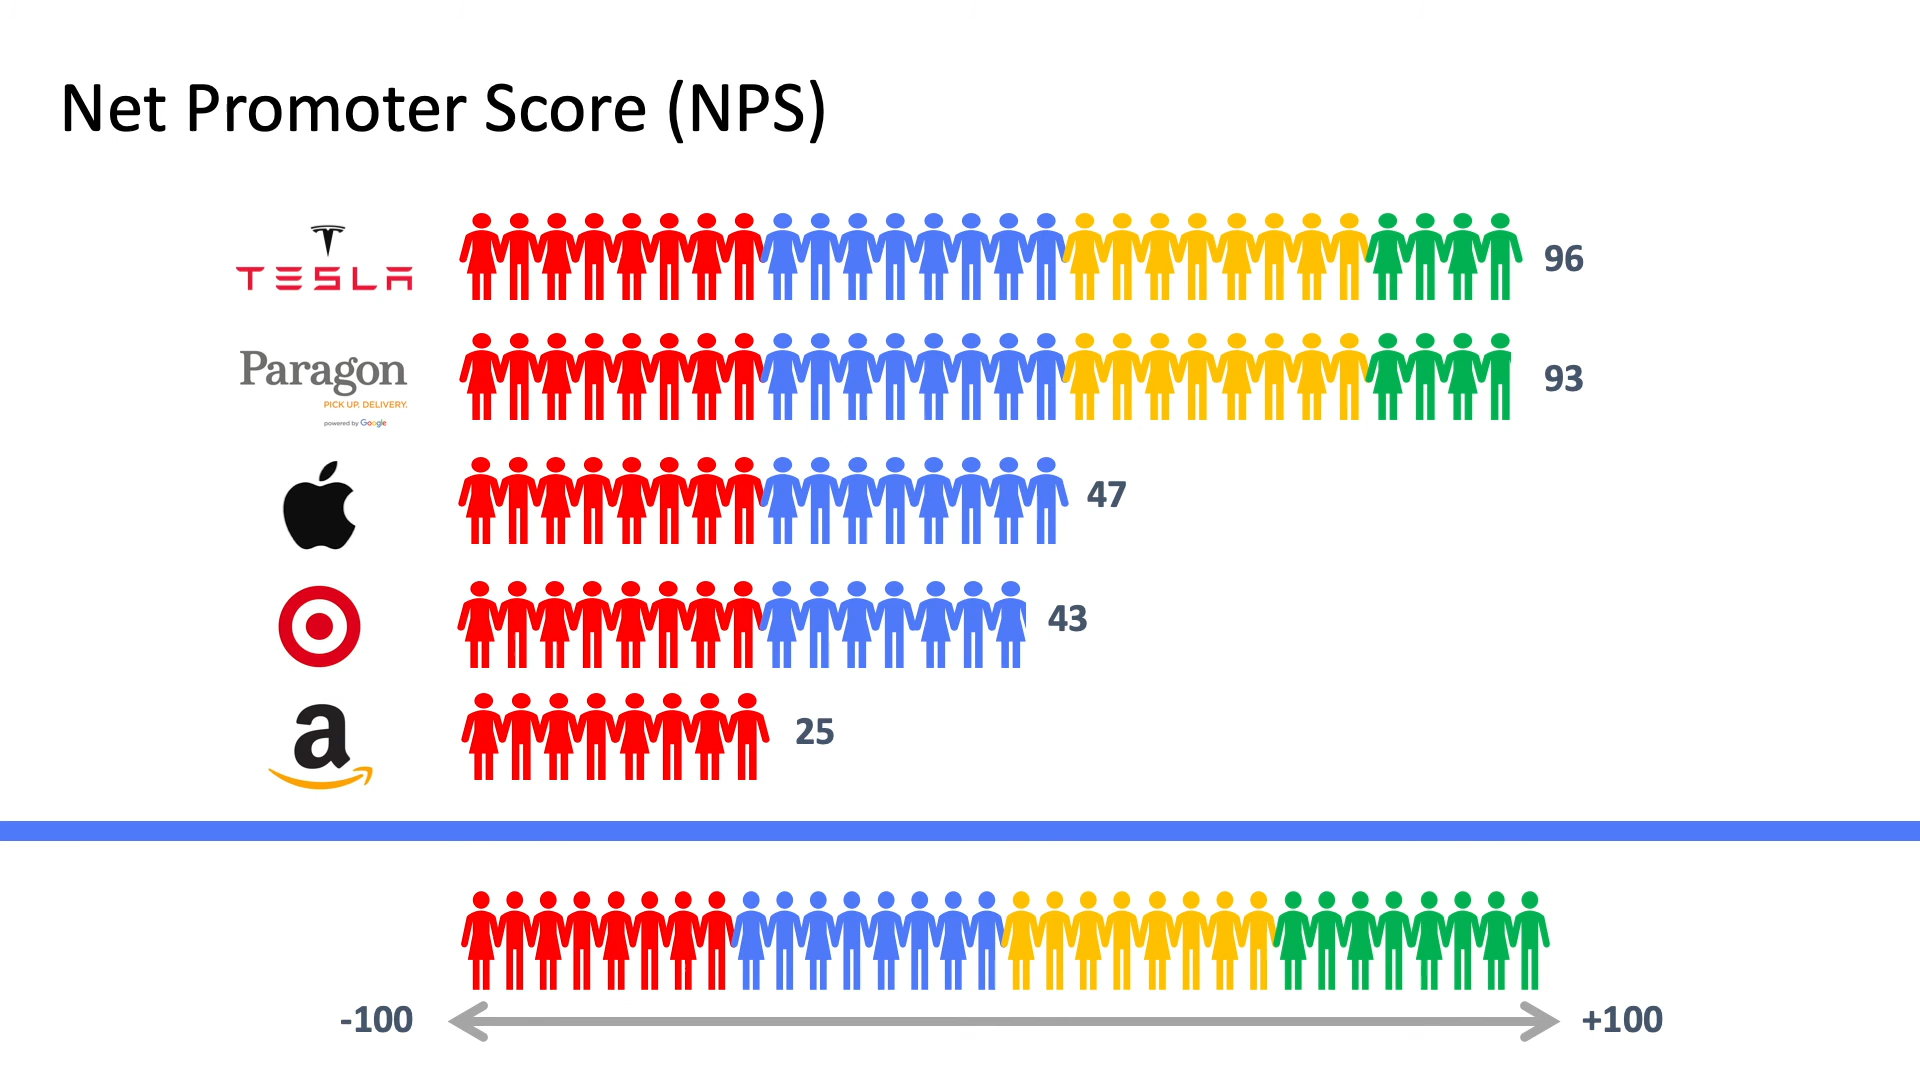 Net Promoter Score (NPS)
TESLA
96
Paragon
PICK UP. DELIVERY.
powered by Google
93
47
43
a
25
-100
+100